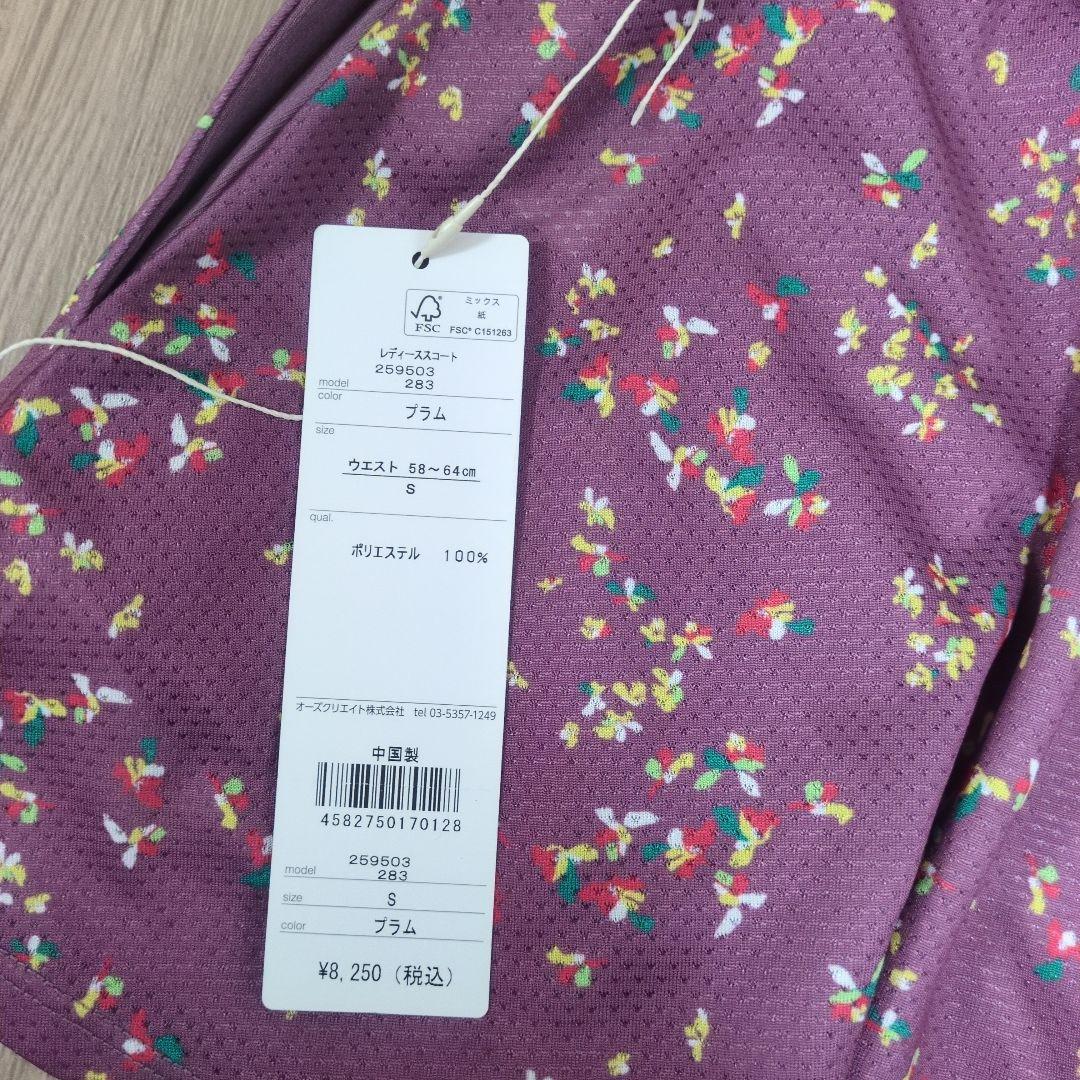 ミックス
紙
FSC® C151263
FSC
レディーススコート
259503
model 283
color
プラム
size
ウエスト 58～64cm
S
qual.
ポリエステル 100%
オーズクリエイト株式会社 tel 03-5357-1249
中国製
4582750170128
259503
model 283
size S
color プラム
¥8,250 (税込)